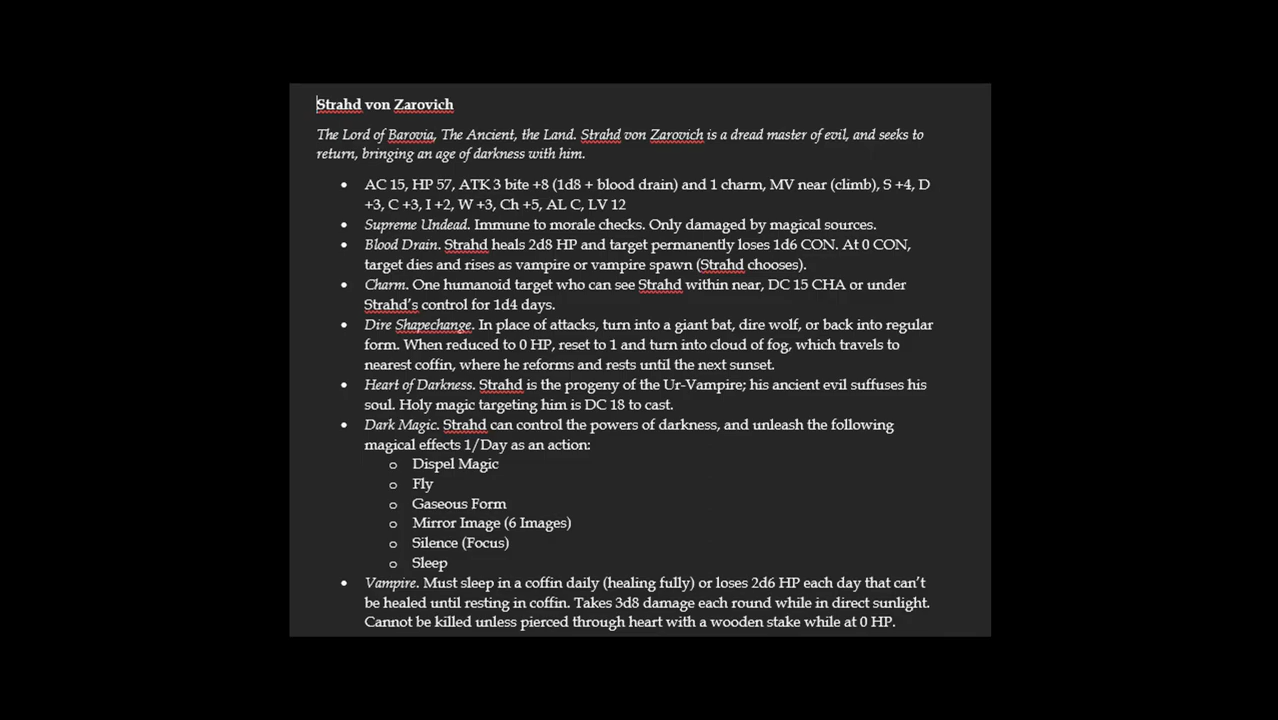 Strahd von Zarovich
The Lord of Barovia, The Ancient, the Land. Strahd von Zarovich is a dread master of evil, and seeks to
return, bringing an age of darkness with him.
• AC 15, HP 57, ATK 3 bite +8 (1d8 + blood drain) and 1 charm, MV near (climb), S +4, D
+3, C +3, I +2, W +3, Ch +5, AL C, LV 12
• Supreme Undead. Immune to morale checks. Only damaged by magical sources.
• Blood Drain. Strahd heals 2d8 HP and target permanently loses 1d6 CON. At 0 CON,
target dies and rises as vampire or vampire spawn (Strahd chooses).
• Charm. One humanoid target who can see Strahd within near, DC 15 CHA or under
Strahd’s control for 1d4 days.
• Dire Shapechange. In place of attacks, turn into a giant bat, dire wolf, or back into regular
form. When reduced to 0 HP, reset to 1 and turn into cloud of fog, which travels to
nearest coffin, where he reforms and rests until the next sunset.
• Heart of Darkness. Strahd is the progeny of the Ur-Vampire; his ancient evil suffuses his
soul. Holy magic targeting him is DC 18 to cast.
• Dark Magic. Strahd can control the powers of darkness, and unleash the following
magical effects 1/Day as an action:
o Dispel Magic
o Fly
o Gaseous Form
o Mirror Image (6 Images)
o Silence (Focus)
o Sleep
• Vampire. Must sleep in a coffin daily (healing fully) or loses 2d6 HP each day that can’t
be healed until resting in coffin. Takes 3d8 damage each round while in direct sunlight.
Cannot be killed unless pierced through heart with a wooden stake while at 0 HP.